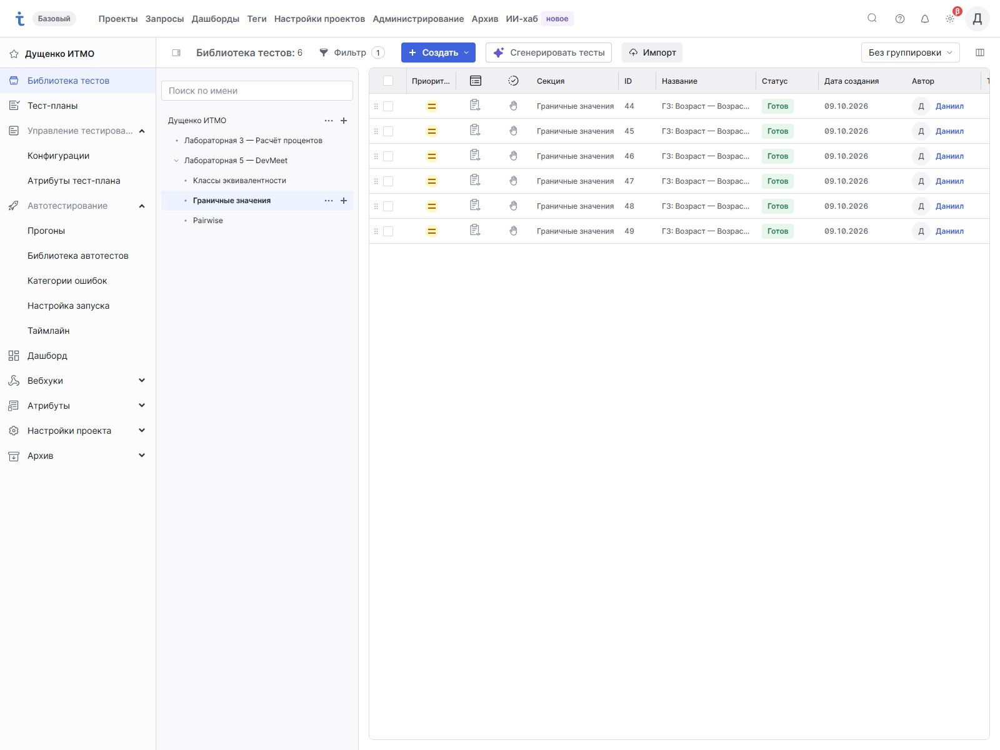 Базовый
Проекты Запросы Дашборды Теги Настройки проектов Администрирование Архив ИИ-хаб новое
β
Д
Дущенко ИТМО
Библиотека тестов
Тест-планы
Управление тестирова...
Конфигурации
Атрибуты тест-плана
Автотестирование
Прогоны
Библиотека автотестов
Категории ошибок
Настройка запуска
Таймлайн
Дашборд
Вебхуки
Атрибуты
Настройки проекта
Архив
Библиотека тестов: 6 Фильтр 1 + Создать Сгенерировать тесты Импорт Без группировки
Поиск по имени
Дущенко ИТМО
Лабораторная 3 — Расчёт процентов
Лабораторная 5 — DevMeet
Классы эквивалентности
Граничные значения
Pairwise
Приорит... Секция ID Название Статус Дата создания Автор
Граничные значения 44 ГЗ: Возраст — Возрас... Готов 09.10.2026 Д Даниил
Граничные значения 45 ГЗ: Возраст — Возрас... Готов 09.10.2026 Д Даниил
Граничные значения 46 ГЗ: Возраст — Возрас... Готов 09.10.2026 Д Даниил
Граничные значения 47 ГЗ: Возраст — Возрас... Готов 09.10.2026 Д Даниил
Граничные значения 48 ГЗ: Возраст — Возрас... Готов 09.10.2026 Д Даниил
Граничные значения 49 ГЗ: Возраст — Возрас... Готов 09.10.2026 Д Даниил